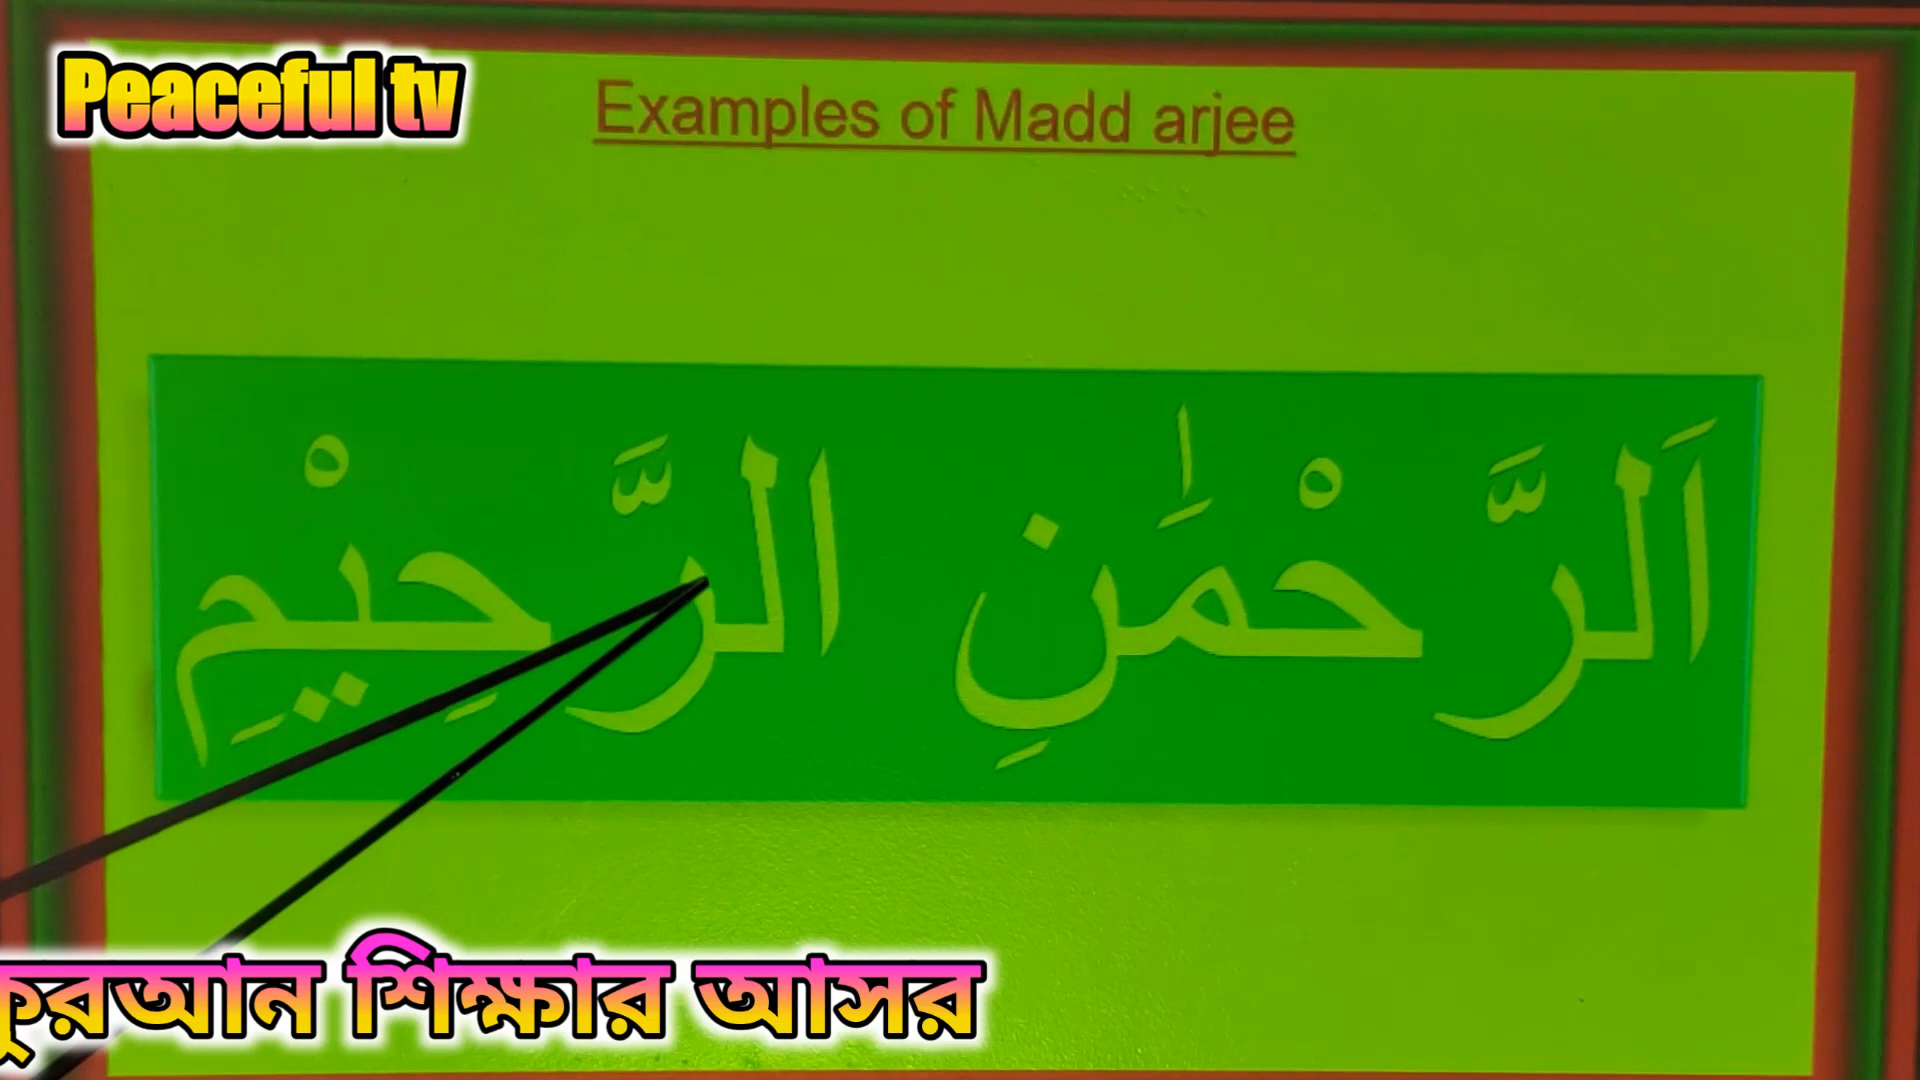 Peaceful tv
Examples of Madd arjee
اَلرَّحْمَٰنِ الرَّحِيْمِ
কুরআন শিক্ষার আসর